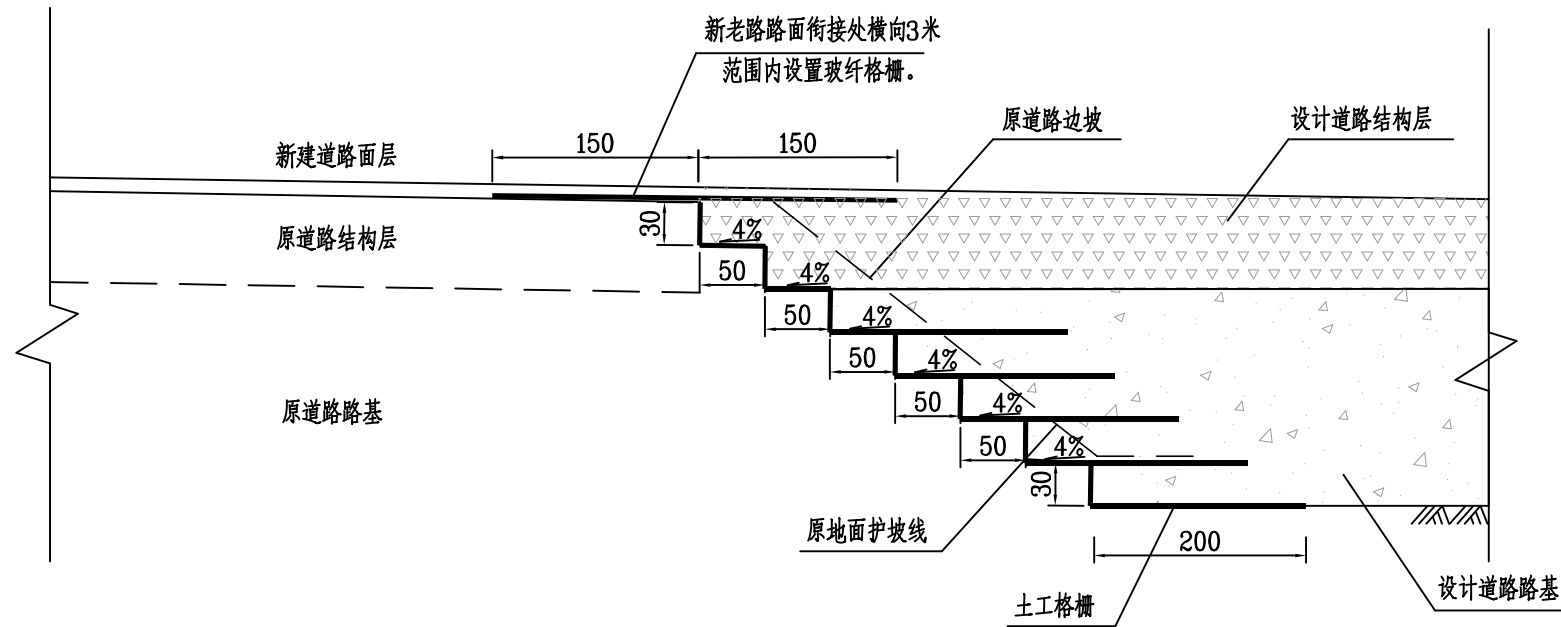 新老路路面衔接处横向3米
范围内设置玻纤格栅。
原道路边坡
设计道路结构层
150
150
新建道路面层
30
4%
原道路结构层
50
4%
50
4%
50
4%
原道路路基
50
4%
50
4%
30
原地面护坡线
200
设计道路路基
土工格栅